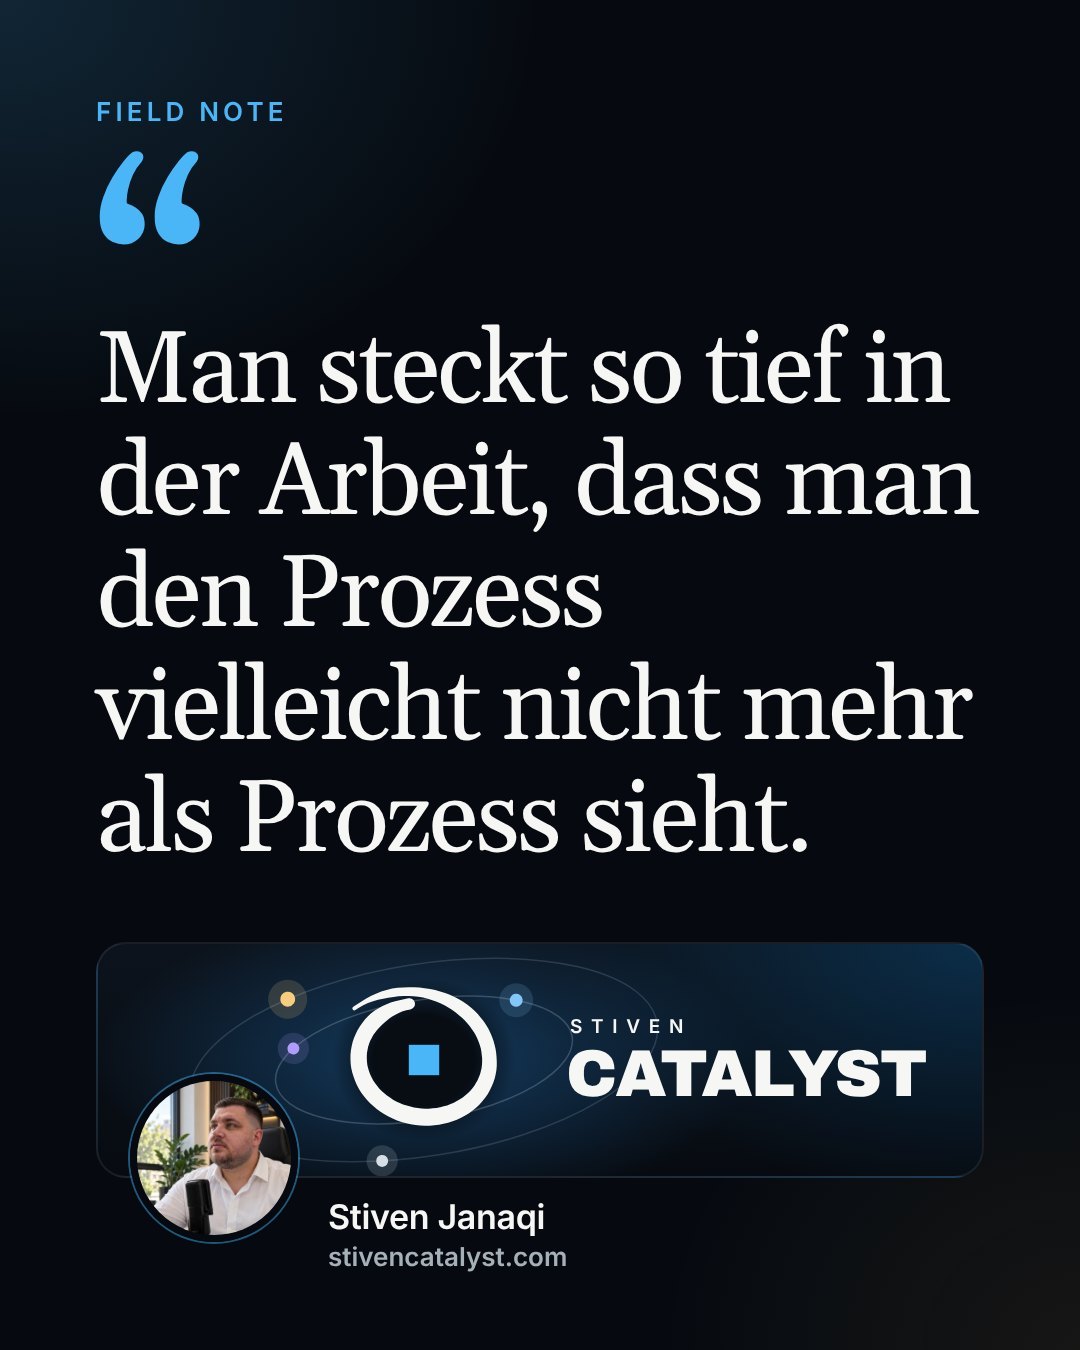 FIELD NOTE
“
Man steckt so tief in
der Arbeit, dass man
den Prozess
vielleicht nicht mehr
als Prozess sieht.
STIVEN
CATALYST
Stiven Janaqi
stivencatalyst.com